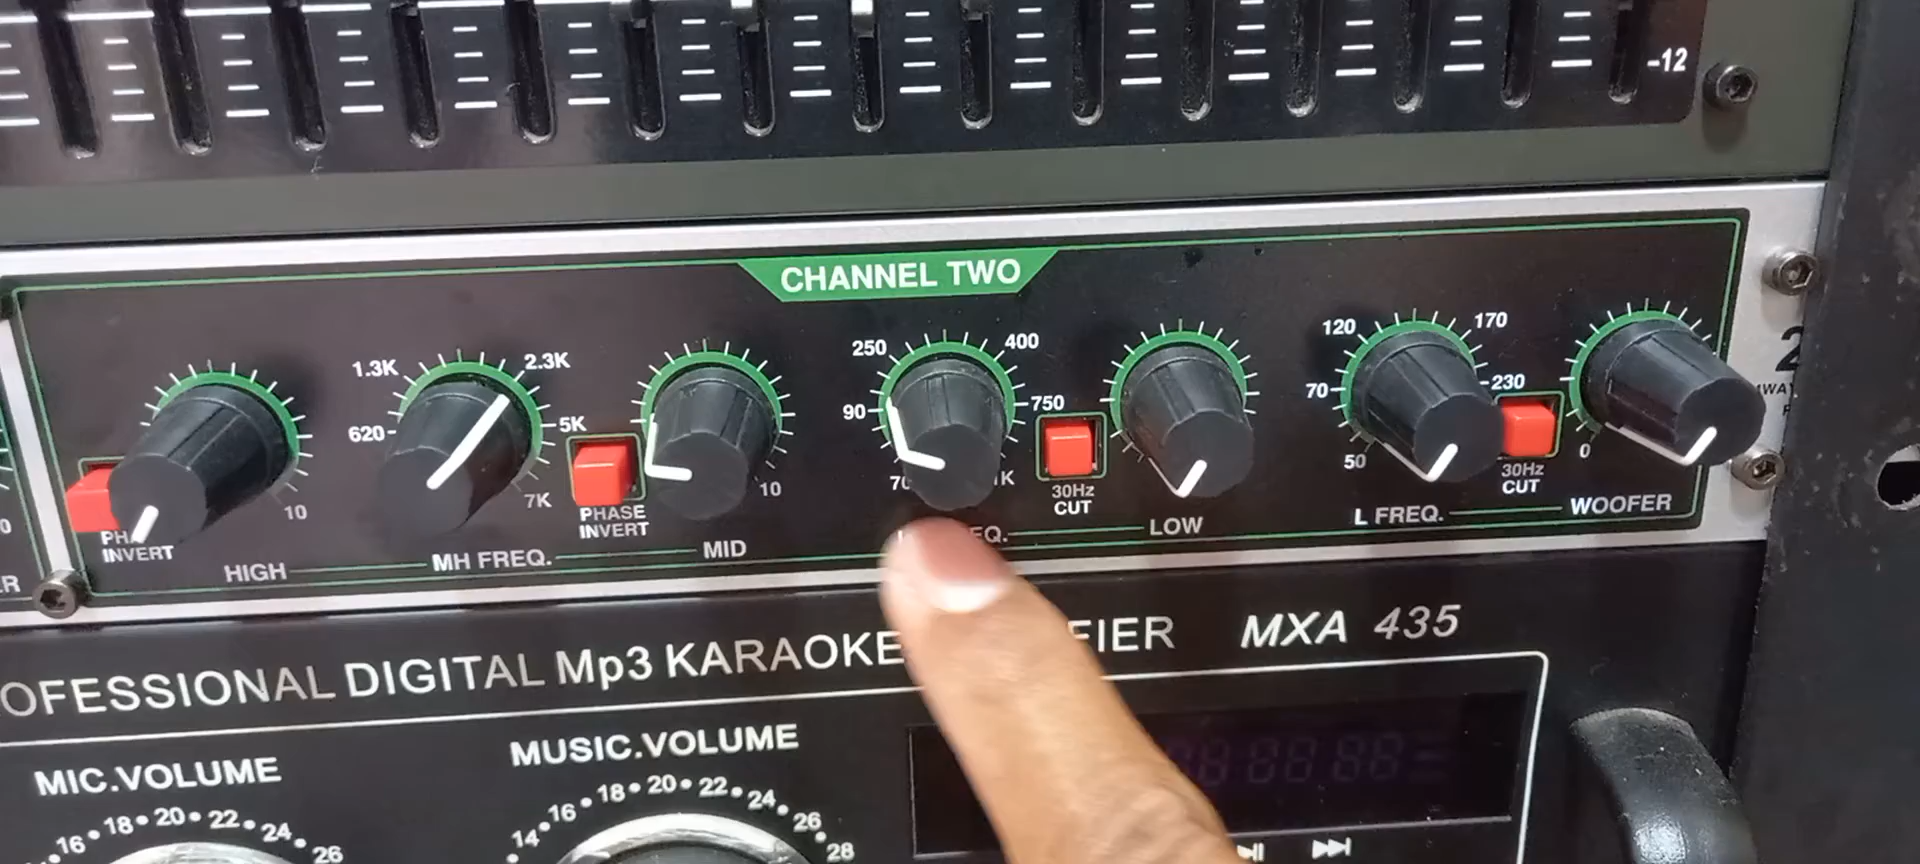 -12
CHANNEL TWO
1.3K 2.3K 250 400 120 170
620 5K 90 750 70 230
7K 10 50 0
10
PHASE INVERT
30Hz CUT
30Hz CUT
INVERT
HIGH MH FREQ. MID LOW L FREQ. WOOFER
DIGITAL Mp3 KARAOKE MXA 435
MIC.VOLUME MUSIC.VOLUME
16 18 20 22 24 26
14 16 18 20 22 24 26 28